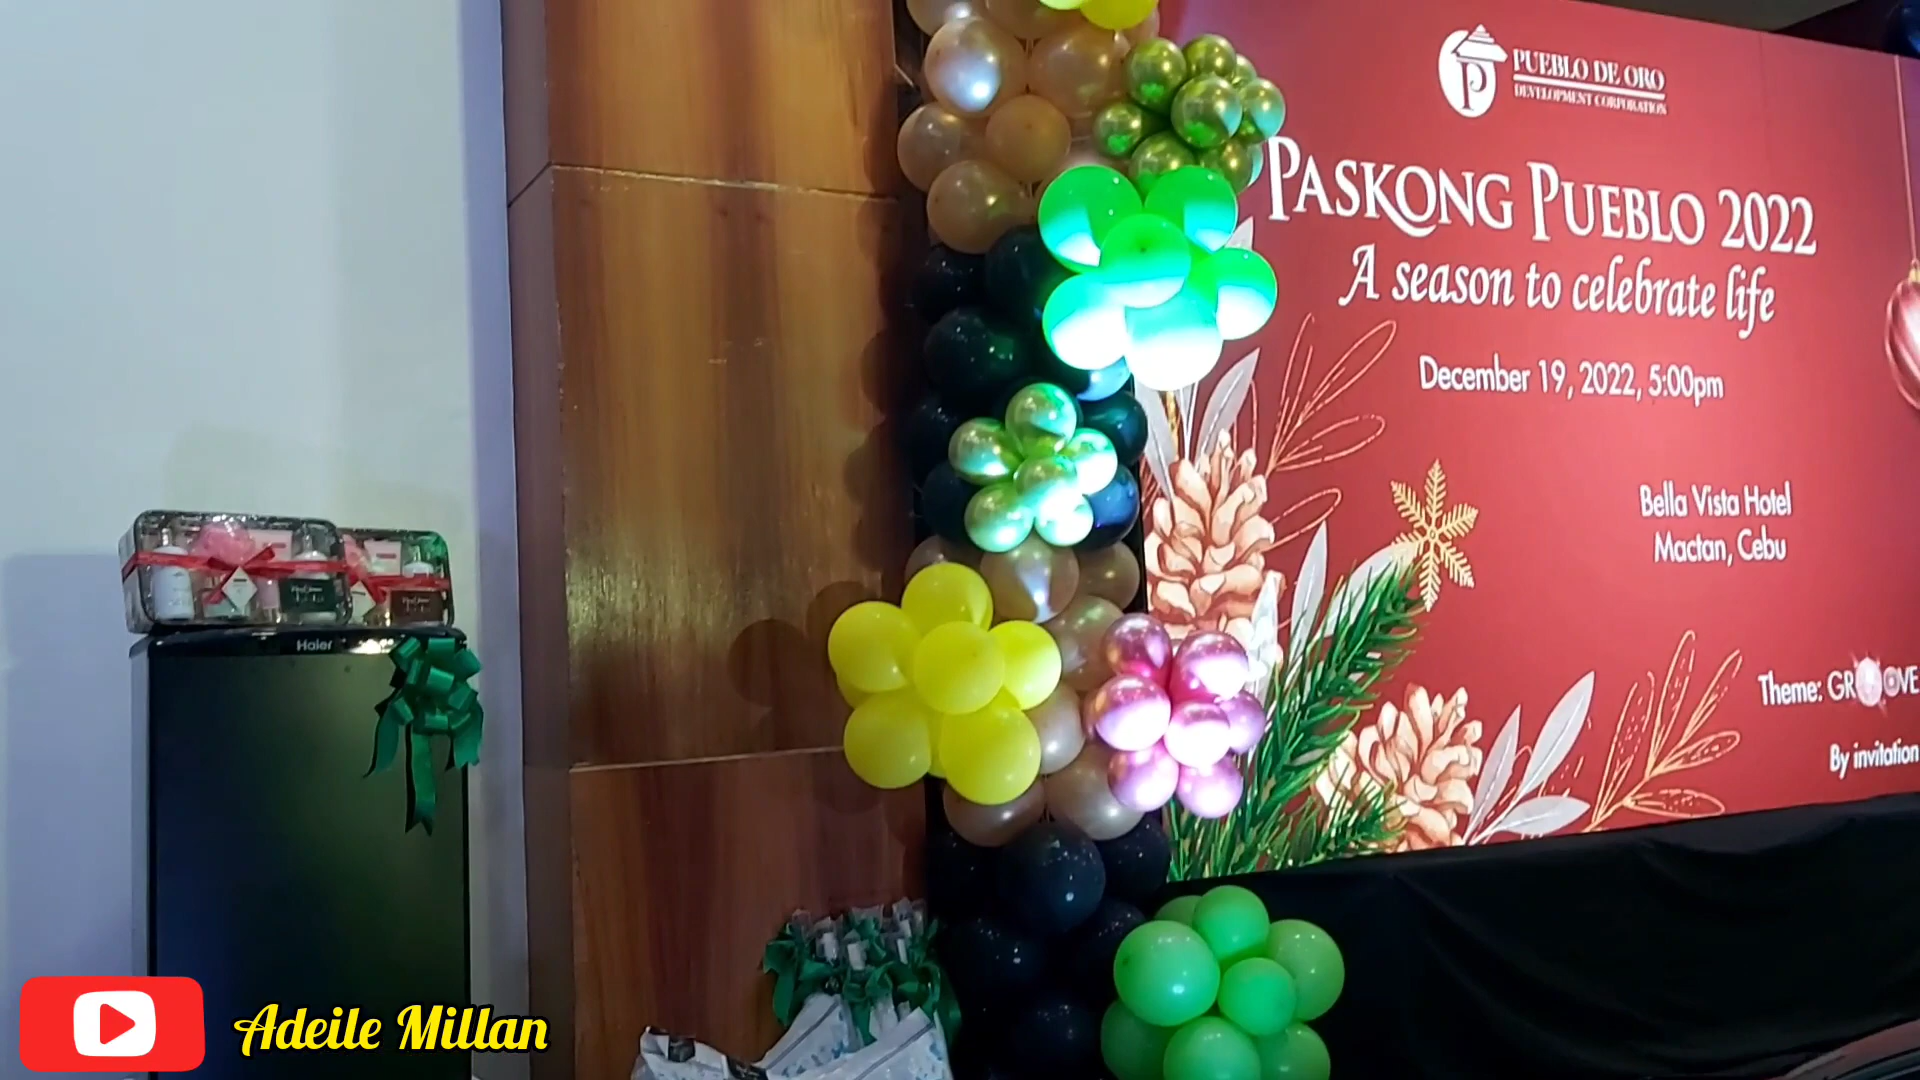 PUEBLO DE ORO
DEVELOPMENT CORPORATION
PASKONG PUEBLO 2022
A season to celebrate life
December 19, 2022, 5:00pm
Bella Vista Hotel
Mactan, Cebu
Theme: GROOVE
By invitation
Haier
Adeile Millan